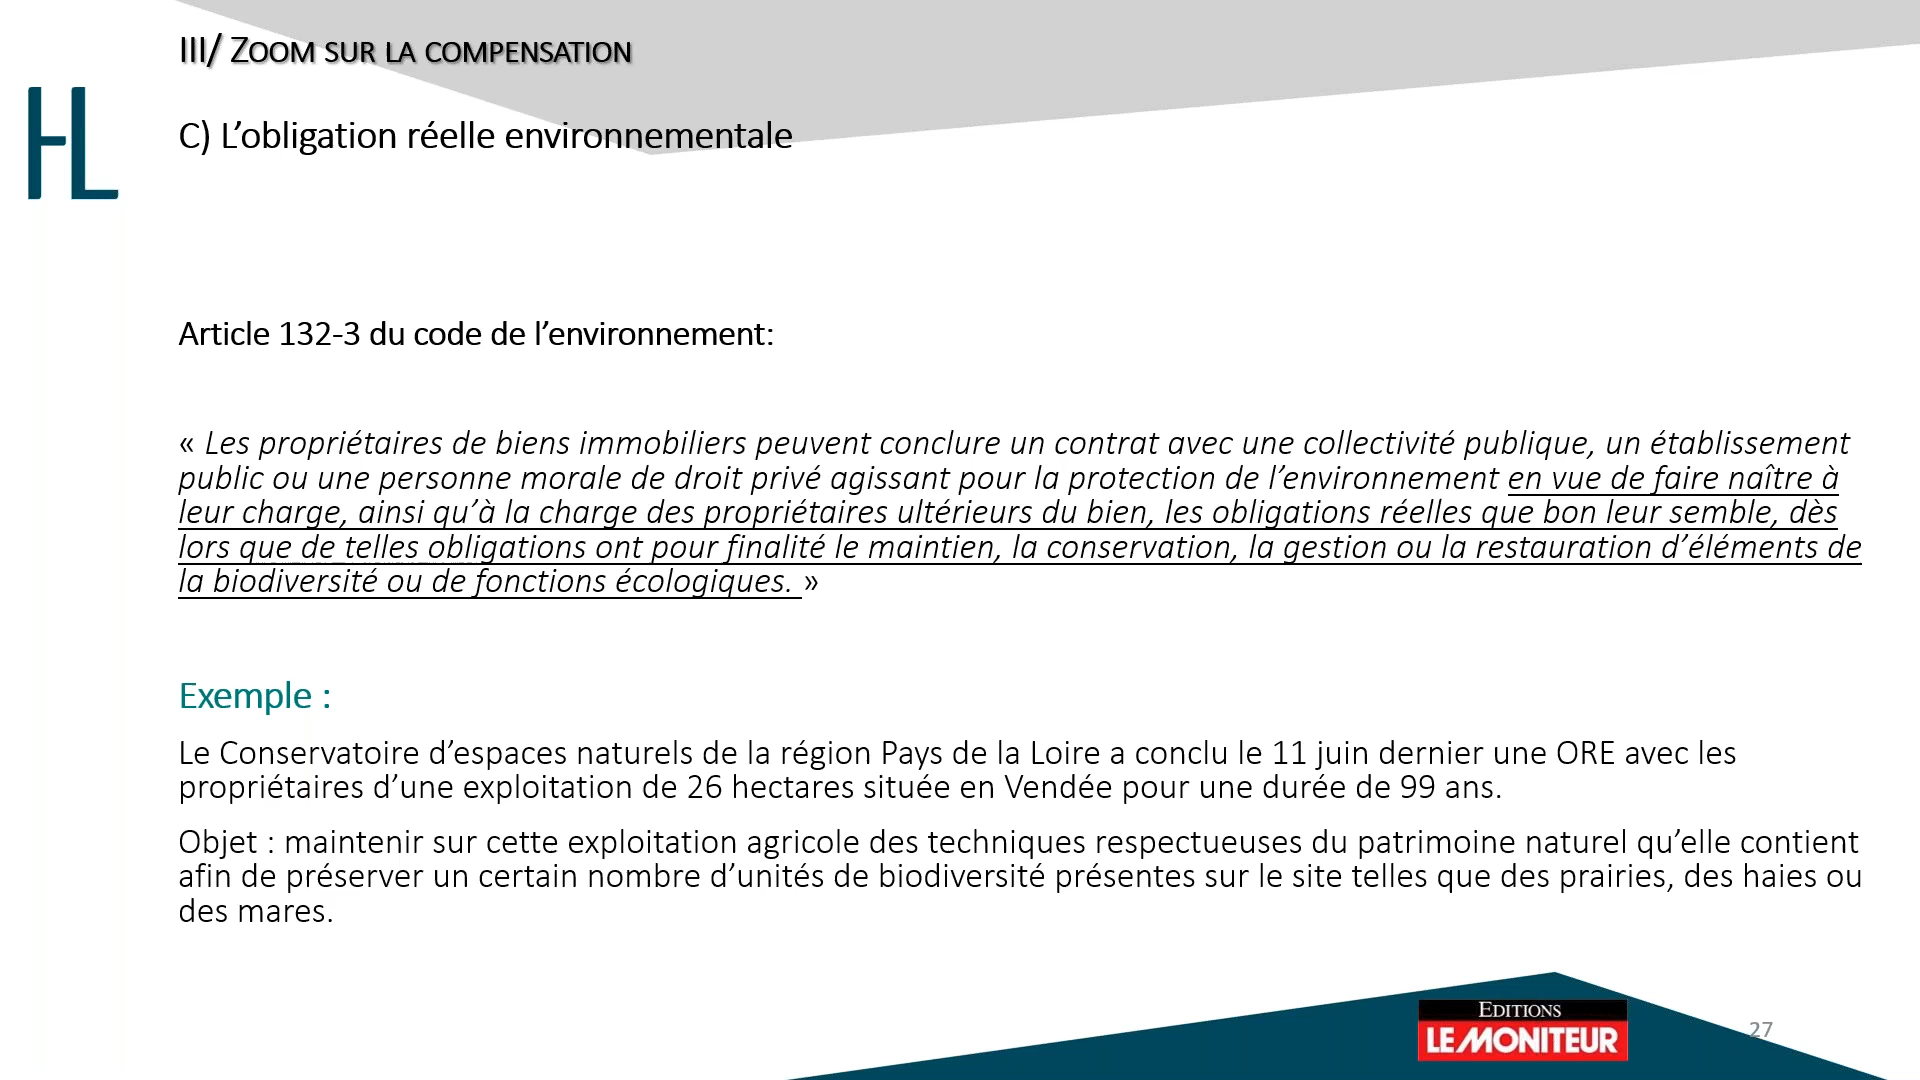 III/ ZOOM SUR LA COMPENSATION
HL
C) L’obligation réelle environnementale
Article 132-3 du code de l’environnement:
« Les propriétaires de biens immobiliers peuvent conclure un contrat avec une collectivité publique, un établissement
public ou une personne morale de droit privé agissant pour la protection de l’environnement en vue de faire naître à
leur charge, ainsi qu’à la charge des propriétaires ultérieurs du bien, les obligations réelles que bon leur semble, dès
lors que de telles obligations ont pour finalité le maintien, la conservation, la gestion ou la restauration d’éléments de
la biodiversité ou de fonctions écologiques. »
Exemple :
Le Conservatoire d’espaces naturels de la région Pays de la Loire a conclu le 11 juin dernier une ORE avec les
propriétaires d’une exploitation de 26 hectares située en Vendée pour une durée de 99 ans.
Objet : maintenir sur cette exploitation agricole des techniques respectueuses du patrimoine naturel qu’elle contient
afin de préserver un certain nombre d’unités de biodiversité présentes sur le site telles que des prairies, des haies ou
des mares.
EDITIONS
LE MONITEUR
27